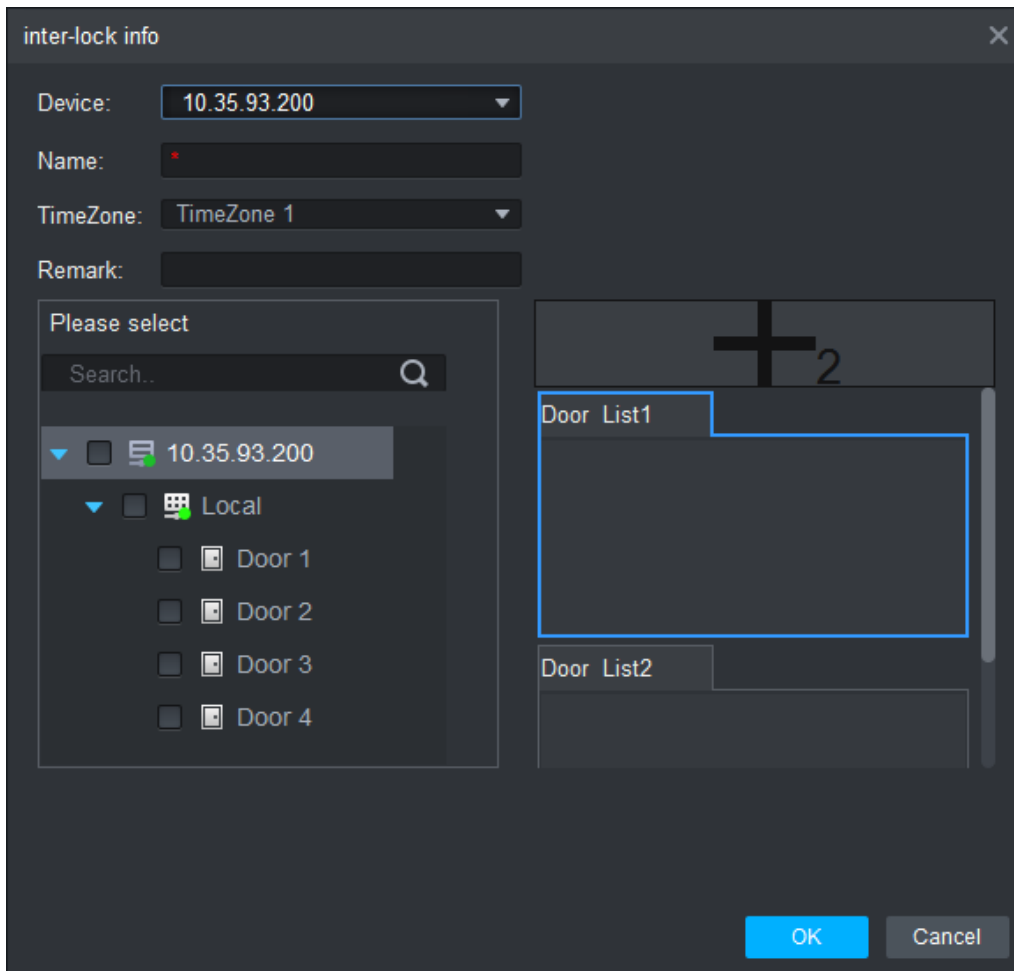 inter-lock info
Device: 10.35.93.200
Name: *
TimeZone: TimeZone 1
Remark:
Please select
Search..
10.35.93.200
Local
Door 1
Door 2
Door 3
Door 4
2
Door List1
Door List2
OK Cancel